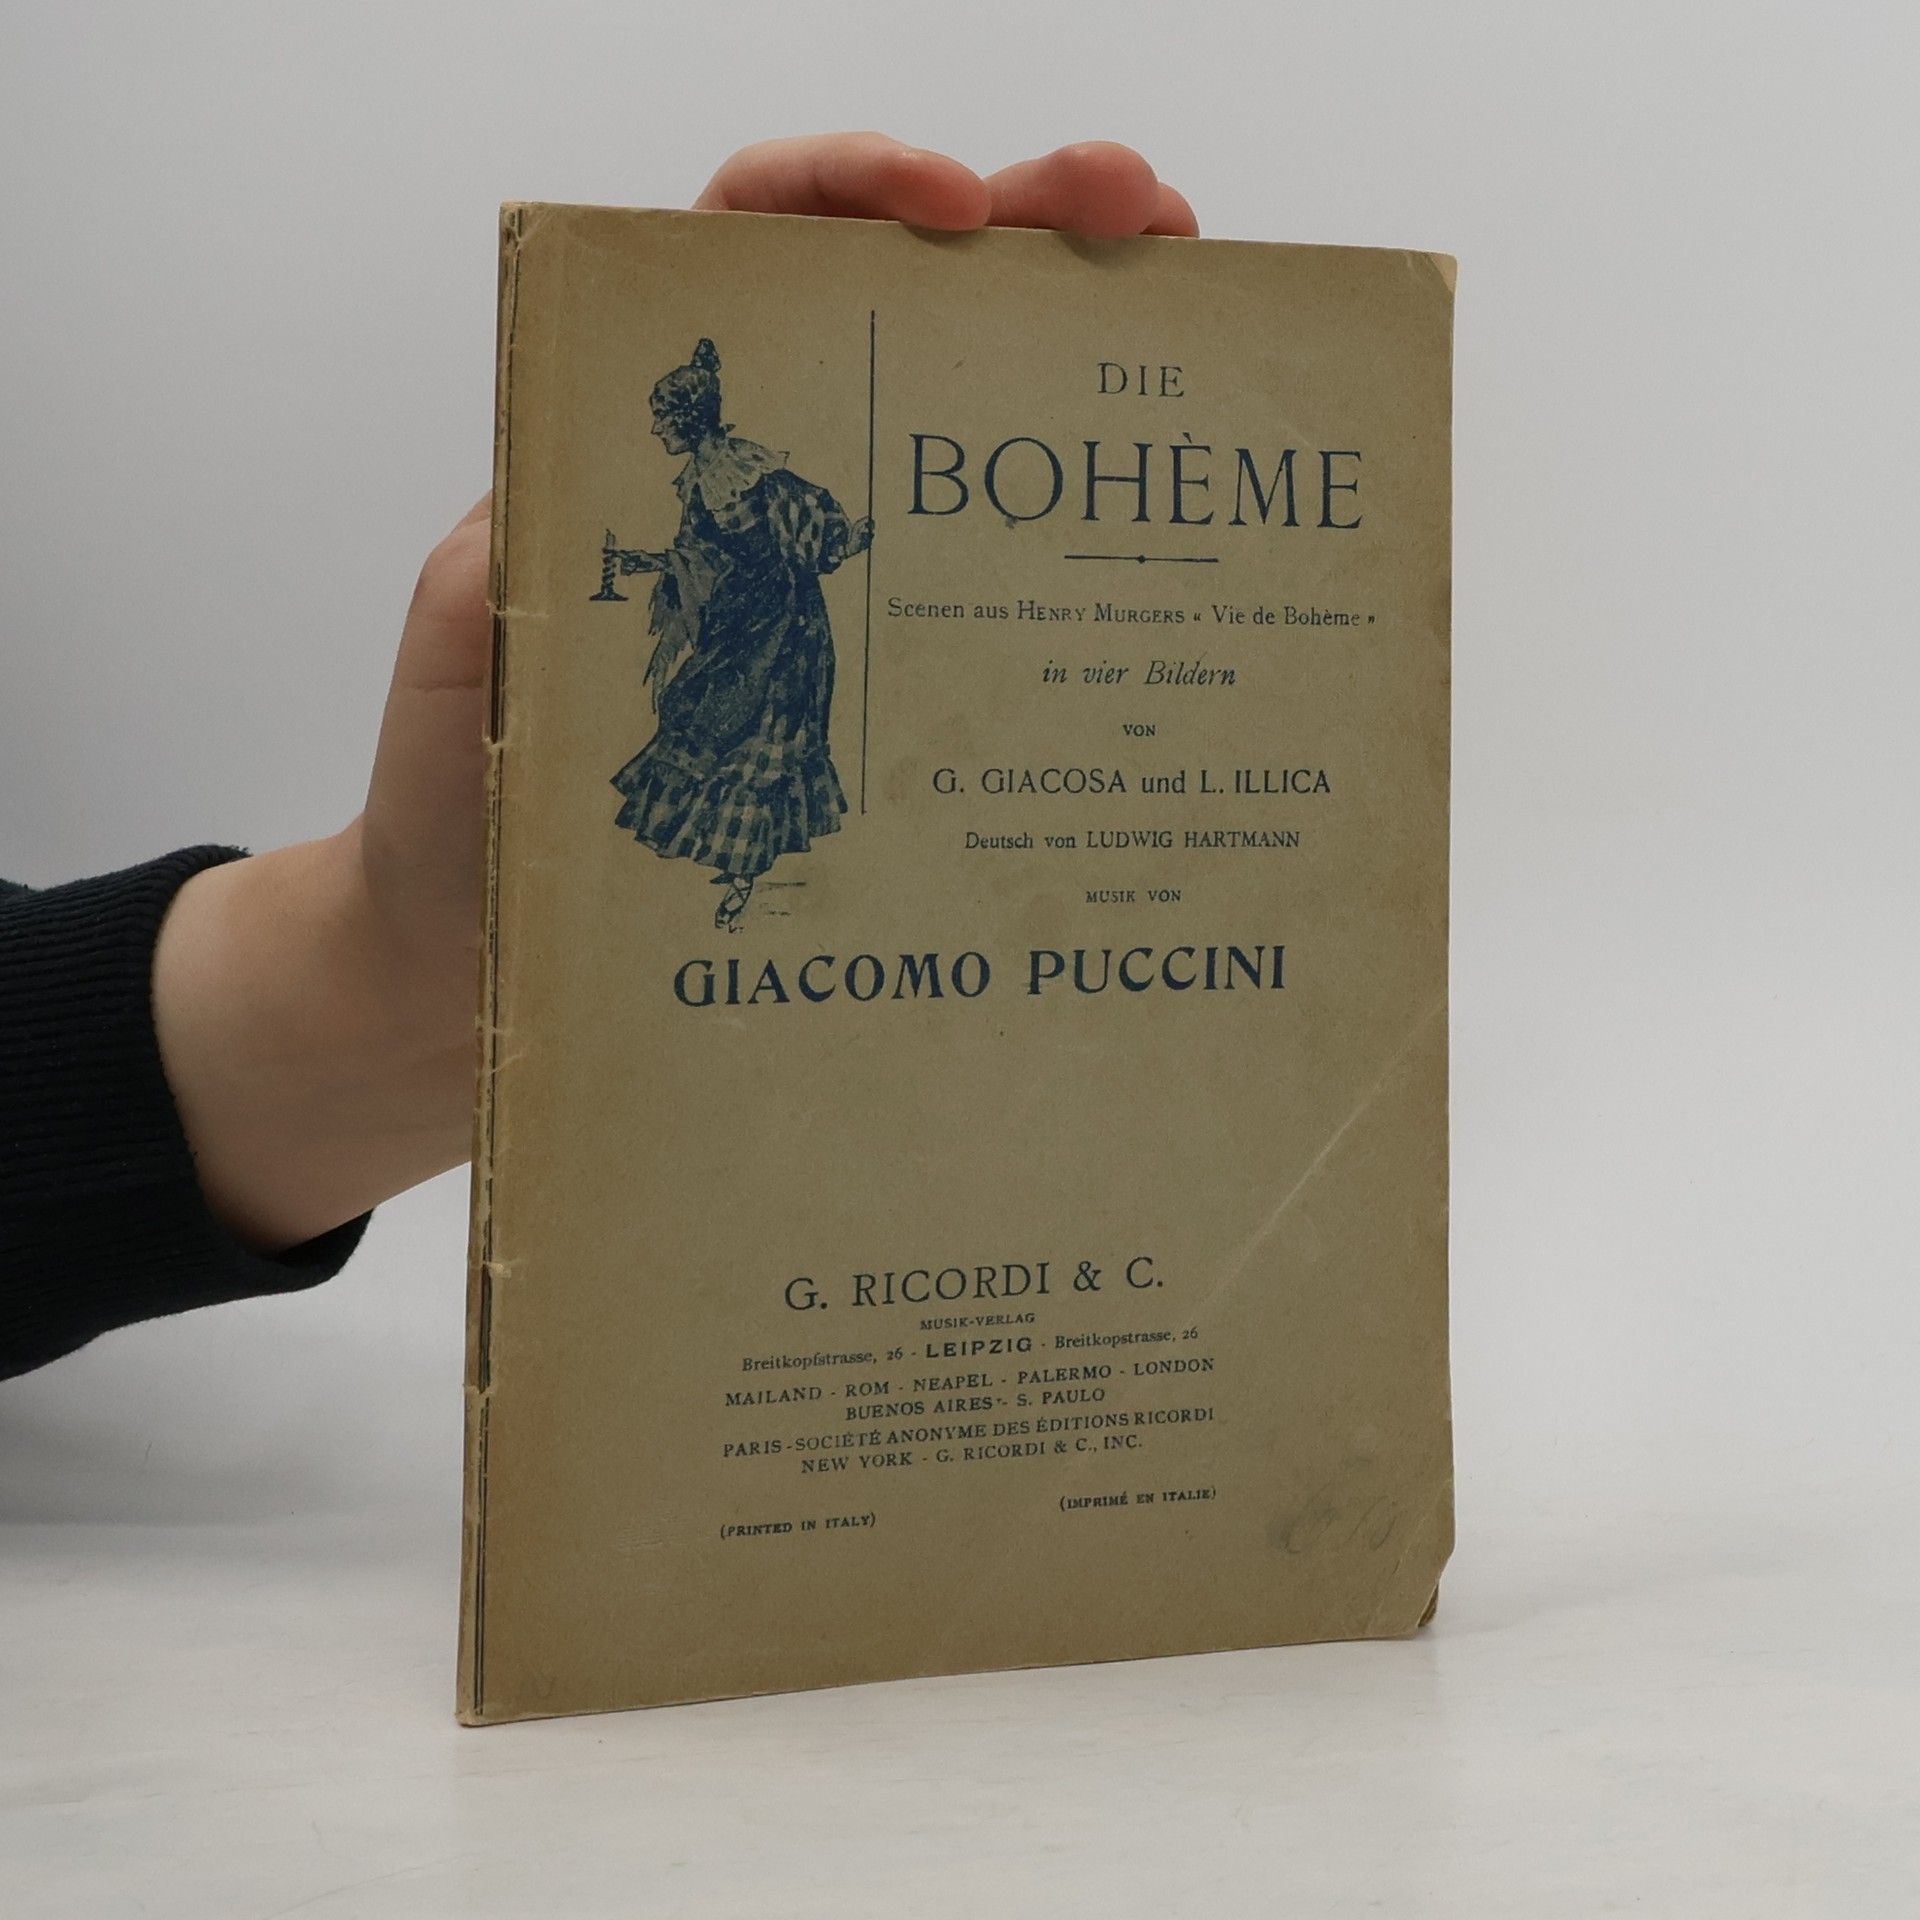 DIE
BOHÈME
Scenen aus HENRY MURGERS « Vie de Bohème »
in vier Bildern
VON
G. GIACOSA und L. ILLICA
Deutsch von LUDWIG HARTMANN
MUSIK VON
GIACOMO PUCCINI
G. RICORDI & C.
MUSIK-VERLAG
Breitkopfstrasse, 26 - LEIPZIG - Breitkopstrasse, 26
MAILAND - ROM - NEAPEL - PALERMO - LONDON
BUENOS AIRES - S. PAULO
PARIS - SOCIÉTÉ ANONYME DES ÉDITIONS RICORDI
NEW YORK - G. RICORDI & C., INC.
(PRINTED IN ITALY)
(IMPRIMÉ EN ITALIE)